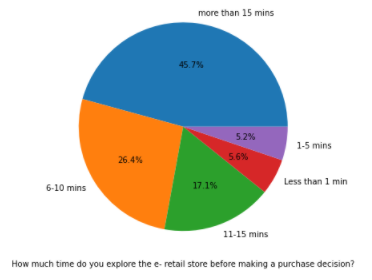 more than 15 mins
45.7%
5.2%
1-5 mins
5.6%
Less than 1 min
26.4%
6-10 mins
17.1%
11-15 mins
How much time do you explore the e- retail store before making a purchase decision?